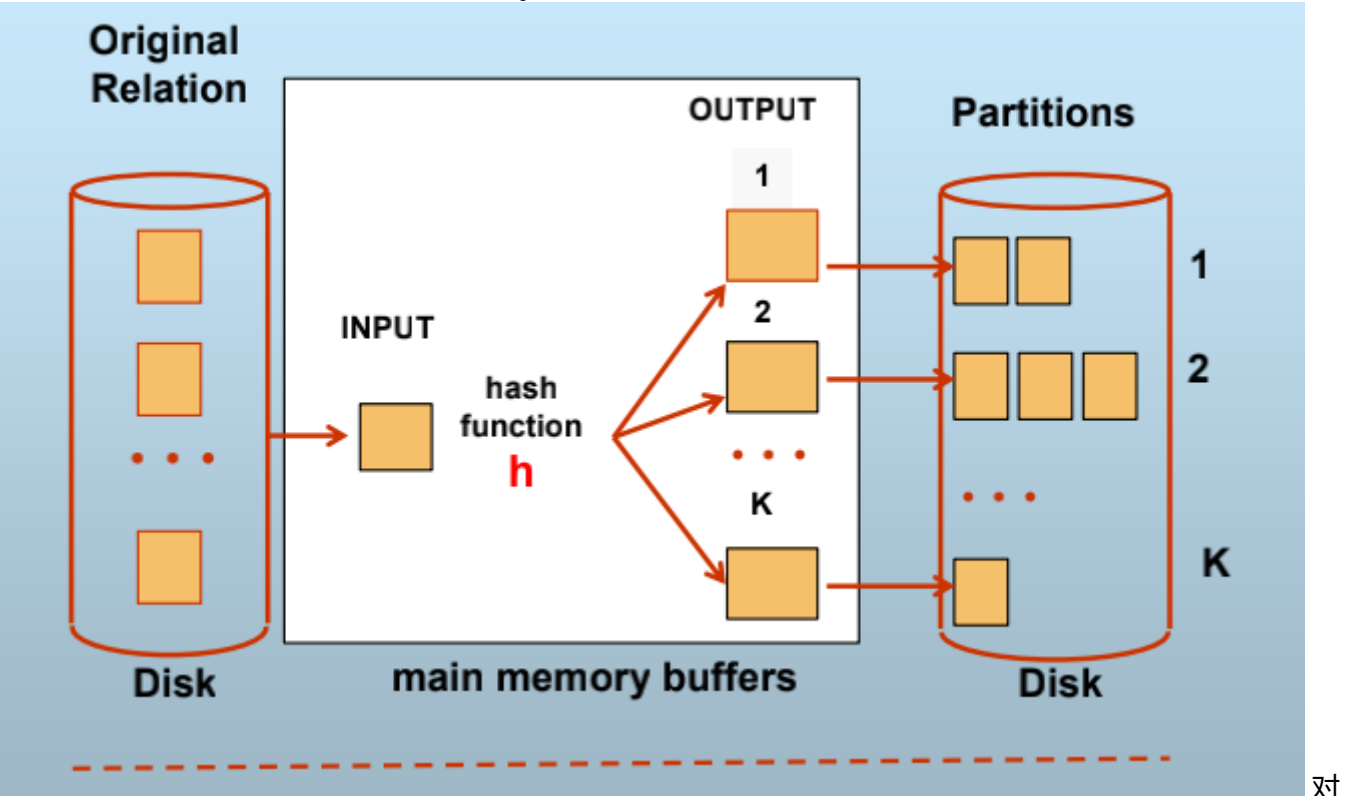 Original
Relation
OUTPUT
Partitions
1
1
INPUT
2
2
hash
function
h
• • •
K
K
Disk
main memory buffers
Disk
对